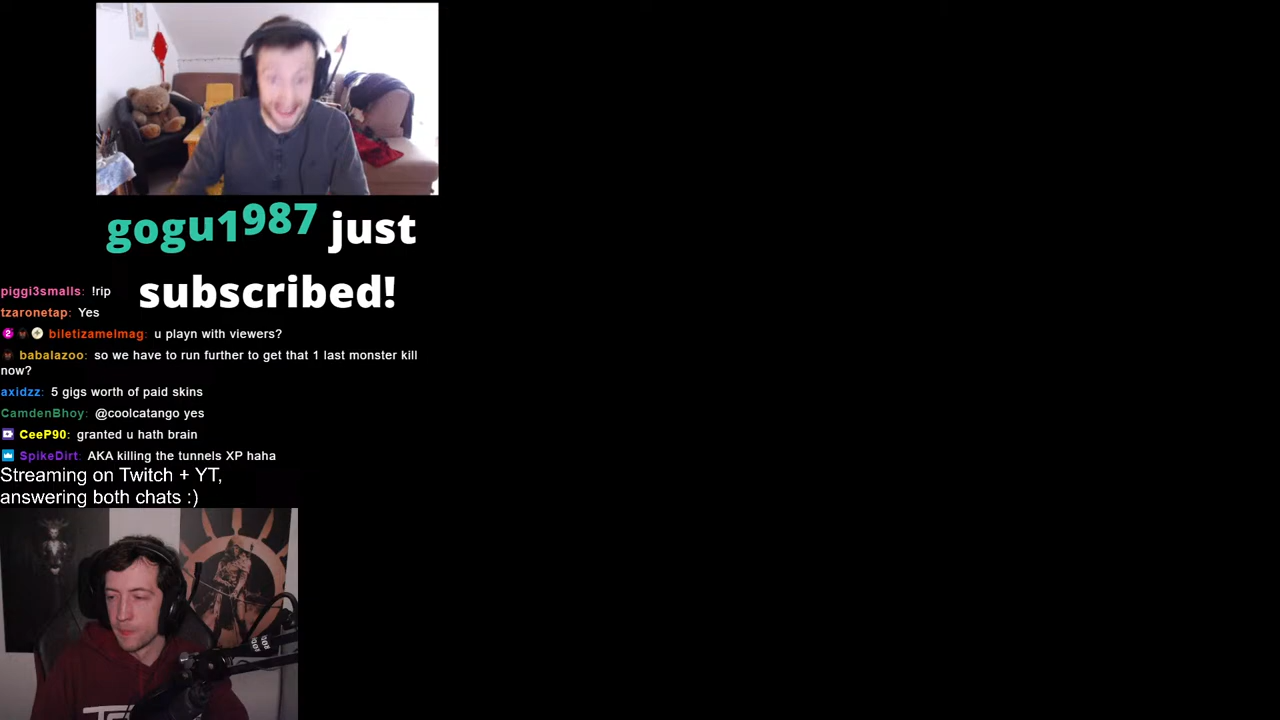 gogu1987 just
subscribed!
piggi3smalls: !rip
tzaronetap: Yes
biletizamelmag: u playn with viewers?
babalazoo: so we have to run further to get that 1 last monster kill
now?
axidzz: 5 gigs worth of paid skins
CamdenBhoy: @coolcatango yes
CeeP90: granted u hath brain
SpikeDirt: AKA killing the tunnels XP haha
Streaming on Twitch + YT,
answering both chats :)